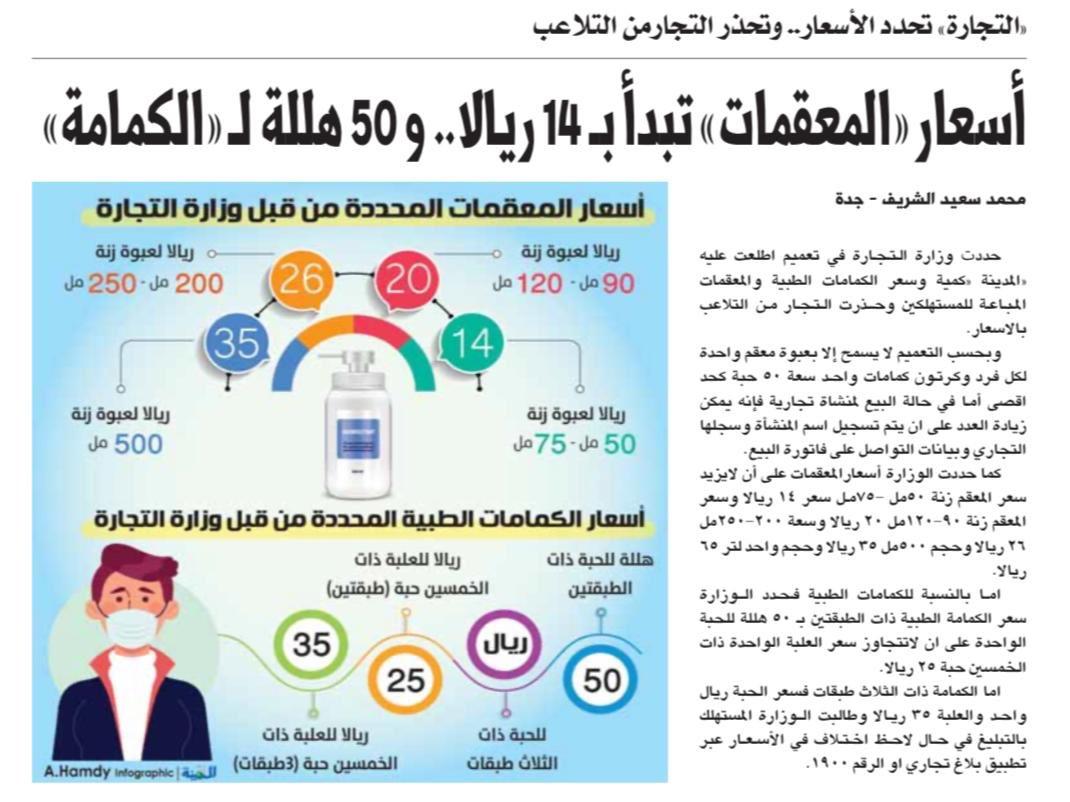 «التجارة» تحدد الأسعار.. وتحذر التجار من التلاعب
أسعار «المعقمات» تبدأ بـ 14 ريالا.. و 50 هللة لـ «الكمامة»
محمد سعيد الشريف - جدة
حددت وزارة التجارة في تعميم اطلعت عليه
«المدينة «كمية وسعر الكمامات الطبية والمعقمات
المباعة للمستهلكين وحذرت التجار من التلاعب
بالاسعار.
وبحسب التعميم لا يسمح إلا بعبوة معقم واحدة
لكل فرد وكرتون كمامات واحد سعة ٥٠ حبة كحد
اقصى أما في حالة البيع لمنشاة تجارية فإنه يمكن
زيادة العدد على ان يتم تسجيل اسم المنشأة وسجلها
التجاري وبيانات التواصل على فاتورة البيع.
كما حددت الوزارة أسعار المعقمات على أن لايزيد
سعر المعقم زنة ٥٠مل -٧٥مل سعر ١٤ ريالا وسعر
المعقم زنة ٩٠-١٢٠مل ٢٠ ريالا وسعة ٢٠٠-٢٥٠مل
٢٦ ريالا وحجم ٥٠٠مل ٣٥ ريالا وحجم واحد لتر ٦٥
ريالا.
اما بالنسبة للكمامات الطبية فحدد الوزارة
سعر الكمامة الطبية ذات الطبقتين بـ ٥٠ هللة للحبة
الواحدة على ان لاتتجاوز سعر العلبة الواحدة ذات
الخمسين حبة ٢٥ ريالا.
اما الكمامة ذات الثلاث طبقات فسعر الحبة ريال
واحد والعلبة ٣٥ ريالا وطالبت الوزارة المستهلك
بالتبليغ في حال لاحظ اختلاف في الأسعار عبر
تطبيق بلاغ تجاري او الرقم ١٩٠٠.
أسعار المعقمات المحددة من قبل وزارة التجارة
14
ريالا لعبوة زنة
50 مل - 75 مل
20
ريالا لعبوة زنة
90 مل - 120 مل
26
ريالا لعبوة زنة
200 مل - 250 مل
35
ريالا لعبوة زنة
500 مل
أسعار الكمامات الطبية المحددة من قبل وزارة التجارة
50
هللة للحبة ذات
الطبقتين
ريال
للحبة ذات
الثلاث طبقات
25
ريالا للعلبة ذات
الخمسين حبة (طبقتين)
35
ريالا للعلبة ذات
الخمسين حبة (3طبقات)
A.Hamdy infographic | المدينة